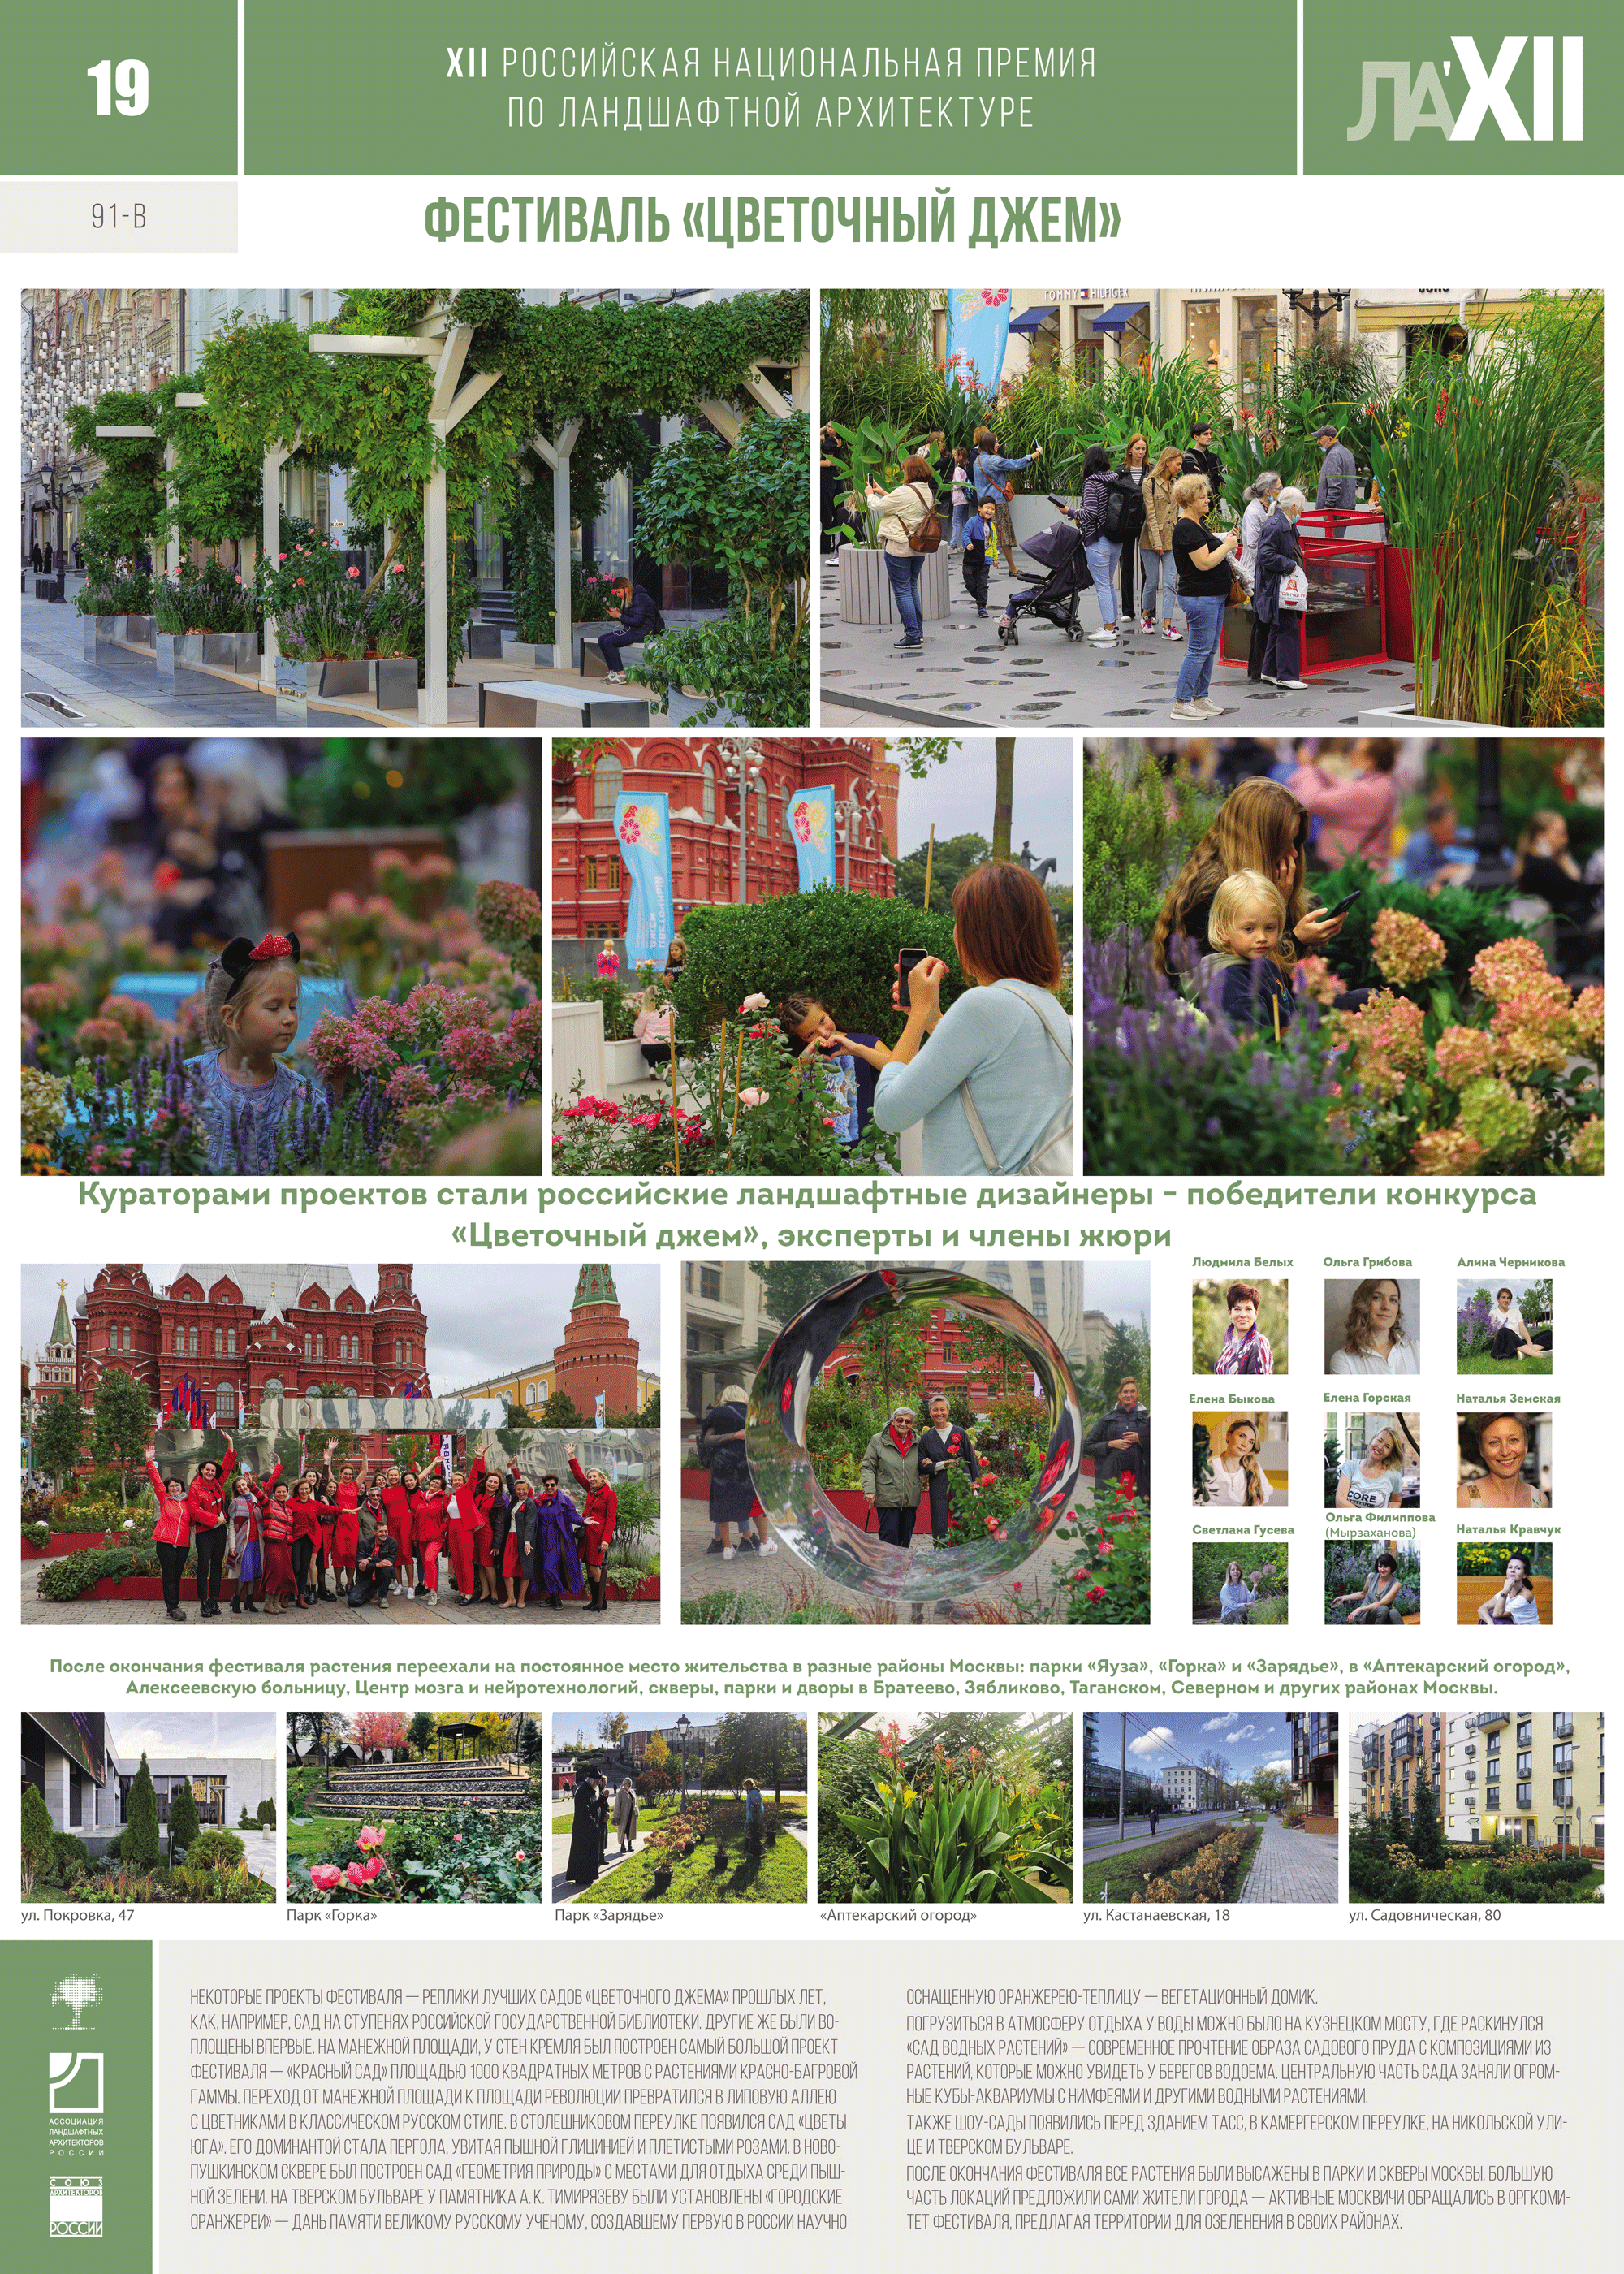 19
XII РОССИЙСКАЯ НАЦИОНАЛЬНАЯ ПРЕМИЯ
ПО ЛАНДШАФТНОЙ АРХИТЕКТУРЕ
ЛА'XII
91-В
ФЕСТИВАЛЬ «ЦВЕТОЧНЫЙ ДЖЕМ»
TOMMY HILFIGER
Кураторами проектов стали российские ландшафтные дизайнеры - победители конкурса
«Цветочный джем», эксперты и члены жюри
Людмила Белых
Ольга Грибова
Алина Черникова
Елена Быкова
Елена Горская
Наталья Земская
CORE
Светлана Гусева
Ольга Филиппова
(Мырзаханова)
Наталья Кравчук
После окончания фестиваля растения переехали на постоянное место жительства в разные районы Москвы: парки «Яуза», «Горка» и «Зарядье», в «Аптекарский огород»,
Алексеевскую больницу, Центр мозга и нейротехнологий, скверы, парки и дворы в Братеево, Зябликово, Таганском, Северном и других районах Москвы.
ул. Покровка, 47
Парк «Горка»
Парк «Зарядье»
«Аптекарский огород»
ул. Кастанаевская, 18
ул. Садовническая, 80
НЕКОТОРЫЕ ПРОЕКТЫ ФЕСТИВАЛЯ — РЕПЛИКИ ЛУЧШИХ САДОВ «ЦВЕТОЧНОГО ДЖЕМА» ПРОШЛЫХ ЛЕТ,
КАК, НАПРИМЕР, САД НА СТУПЕНЯХ РОССИЙСКОЙ ГОСУДАРСТВЕННОЙ БИБЛИОТЕКИ. ДРУГИЕ ЖЕ БЫЛИ ВО-
ПЛОЩЕНЫ ВПЕРВЫЕ. НА МАНЕЖНОЙ ПЛОЩАДИ, У СТЕН КРЕМЛЯ БЫЛ ПОСТРОЕН САМЫЙ БОЛЬШОЙ ПРОЕКТ
ФЕСТИВАЛЯ — «КРАСНЫЙ САД» ПЛОЩАДЬЮ 1000 КВАДРАТНЫХ МЕТРОВ С РАСТЕНИЯМИ КРАСНО-БАГРОВОЙ
ГАММЫ. ПЕРЕХОД ОТ МАНЕЖНОЙ ПЛОЩАДИ К ПЛОЩАДИ РЕВОЛЮЦИИ ПРЕВРАТИЛСЯ В ЛИПОВУЮ АЛЛЕЮ
С ЦВЕТНИКАМИ В КЛАССИЧЕСКОМ РУССКОМ СТИЛЕ. В СТОЛЕШНИКОВОМ ПЕРЕУЛКЕ ПОЯВИЛСЯ САД «ЦВЕТЫ
ЮГА». ЕГО ДОМИНАНТОЙ СТАЛА ПЕРГОЛА, УВИТАЯ ПЫШНОЙ ГЛИЦИНИЕЙ И ПЛЕТИСТЫМИ РОЗАМИ. В НОВО-
ПУШКИНСКОМ СКВЕРЕ БЫЛ ПОСТРОЕН САД «ГЕОМЕТРИЯ ПРИРОДЫ» С МЕСТАМИ ДЛЯ ОТДЫХА СРЕДИ ПЫШ-
НОЙ ЗЕЛЕНИ. НА ТВЕРСКОМ БУЛЬВАРЕ У ПАМЯТНИКА А. К. ТИМИРЯЗЕВУ БЫЛИ УСТАНОВЛЕНЫ «ГОРОДСКИЕ
ОРАНЖЕРЕИ» — ДАНЬ ПАМЯТИ ВЕЛИКОМУ РУССКОМУ УЧЕНОМУ, СОЗДАВШЕМУ ПЕРВУЮ В РОССИИ НАУЧНО
ОСНАЩЕННУЮ ОРАНЖЕРЕЮ-ТЕПЛИЦУ — ВЕГЕТАЦИОННЫЙ ДОМИК.
ПОГРУЗИТЬСЯ В АТМОСФЕРУ ОТДЫХА У ВОДЫ МОЖНО БЫЛО НА КУЗНЕЦКОМ МОСТУ, ГДЕ РАСКИНУЛСЯ
«САД ВОДНЫХ РАСТЕНИЙ» — СОВРЕМЕННОЕ ПРОЧТЕНИЕ ОБРАЗА САДОВОГО ПРУДА С КОМПОЗИЦИЯМИ ИЗ
РАСТЕНИЙ, КОТОРЫЕ МОЖНО УВИДЕТЬ У БЕРЕГОВ ВОДОЕМА. ЦЕНТРАЛЬНУЮ ЧАСТЬ САДА ЗАНЯЛИ ОГРОМ-
НЫЕ КУБЫ-АКВАРИУМЫ С НИМФЕЯМИ И ДРУГИМИ ВОДНЫМИ РАСТЕНИЯМИ.
ТАКЖЕ ШОУ-САДЫ ПОЯВИЛИСЬ ПЕРЕД ЗДАНИЕМ ТАСС, В КАМЕРГЕРСКОМ ПЕРЕУЛКЕ, НА НИКОЛЬСКОЙ УЛИ-
ЦЕ И ТВЕРСКОМ БУЛЬВАРЕ.
ПОСЛЕ ОКОНЧАНИЯ ФЕСТИВАЛЯ ВСЕ РАСТЕНИЯ БЫЛИ ВЫСАЖЕНЫ В ПАРКИ И СКВЕРЫ МОСКВЫ. БОЛЬШУЮ
ЧАСТЬ ЛОКАЦИЙ ПРЕДЛОЖИЛИ САМИ ЖИТЕЛИ ГОРОДА — АКТИВНЫЕ МОСКВИЧИ ОБРАЩАЛИСЬ В ОРГКОМИ-
ТЕТ ФЕСТИВАЛЯ, ПРЕДЛАГАЯ ТЕРРИТОРИИ ДЛЯ ОЗЕЛЕНЕНИЯ В СВОИХ РАЙОНАХ.
АССОЦИАЦИЯ
ЛАНДШАФТНЫХ
АРХИТЕКТОРОВ
РОССИИ
СОЮЗ
АРХИТЕКТОРОВ
РОССИИ